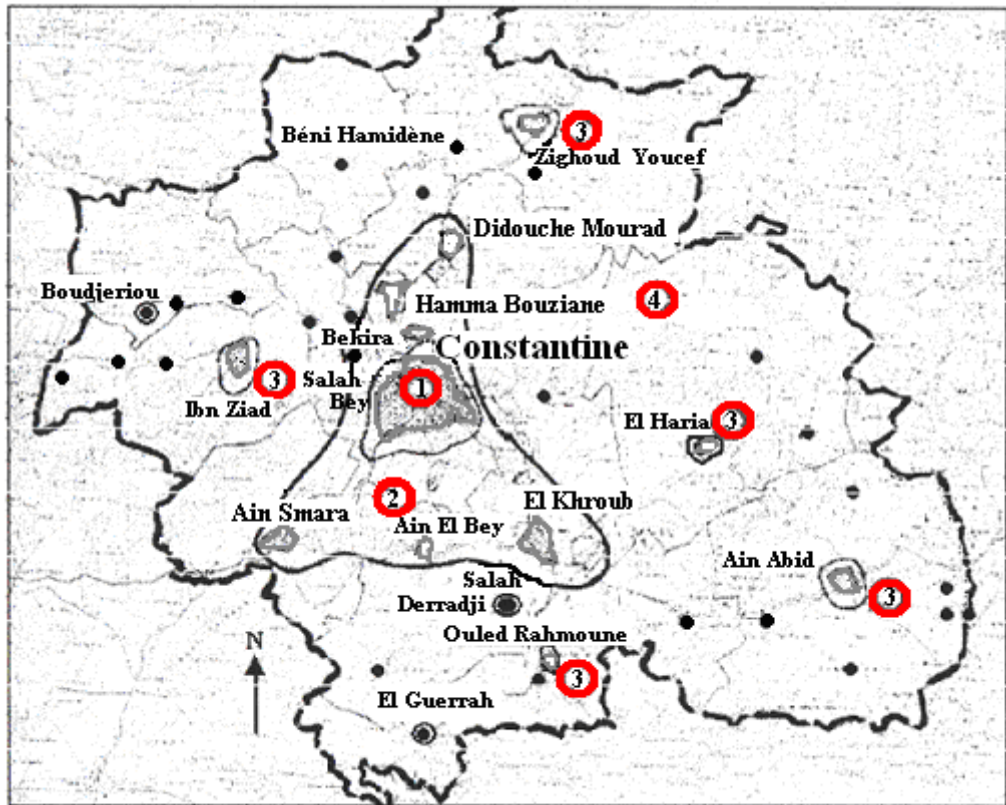 3
Béni Hamidène
Zighoud Youcef
Didouche Mourad
Boudjeriou
4
Hamma Bouziane
Bekira
Constantine
3
Salah
Bey
1
Ibn Ziad
El Haria
3
2
El Khroub
Ain Smara
Ain El Bey
Ain Abid
Salah
Derradji
3
N
Ouled Rahmoune
3
El Guerrah